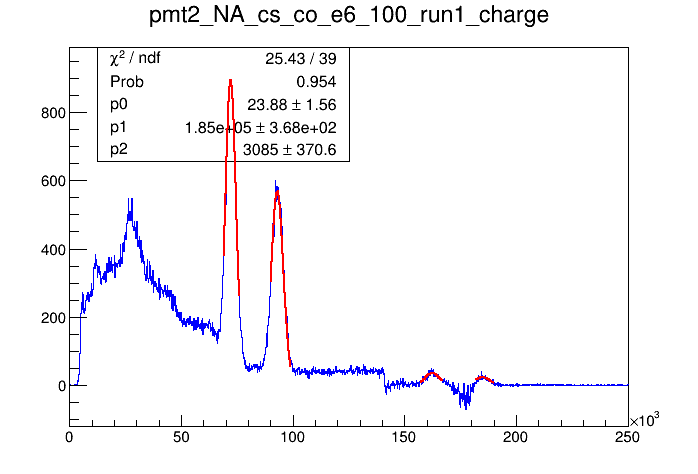 pmt2_NA_cs_co_e6_100_run1_charge
χ² / ndf 25.43 / 39
Prob 0.954
p0 23.88 ± 1.56
p1 1.85e+05 ± 3.68e+02
p2 3085 ± 370.6
800
600
400
200
0
0 50 100 150 200 250
×10³